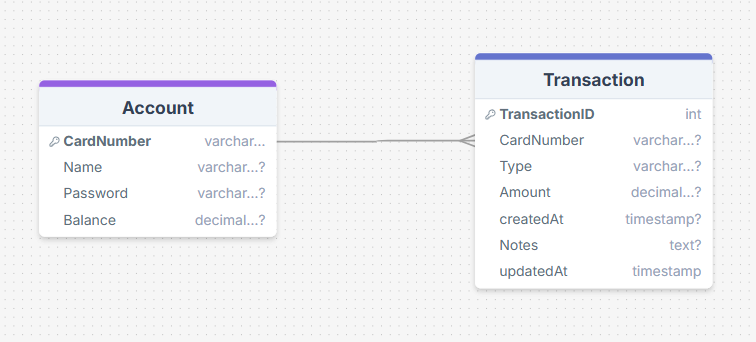 Account
CardNumber varchar...
Name varchar...?
Password varchar...?
Balance decimal...?
Transaction
TransactionID int
CardNumber varchar...?
Type varchar...?
Amount decimal...?
createdAt timestamp?
Notes text?
updatedAt timestamp